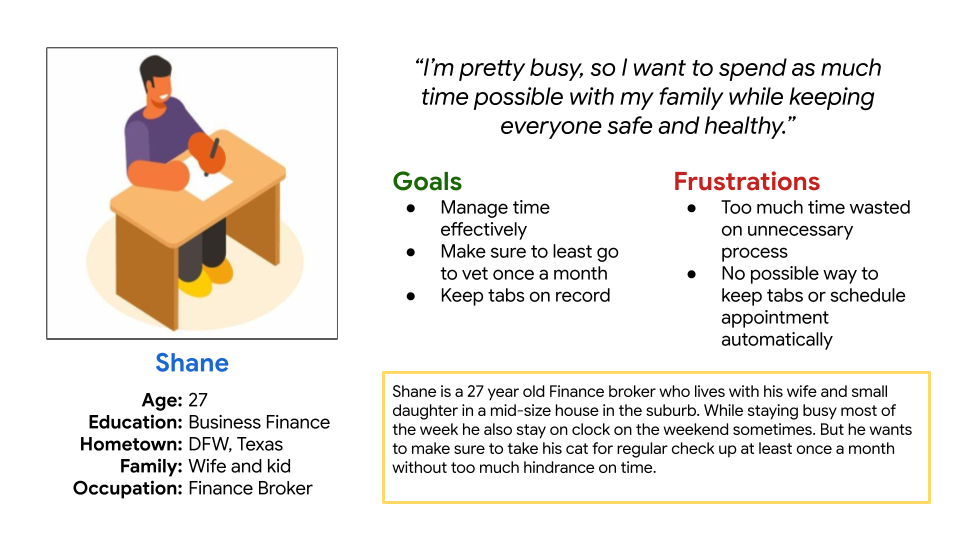 “I’m pretty busy, so I want to spend as much
time possible with my family while keeping
everyone safe and healthy.”
Goals
● Manage time
effectively
● Make sure to least go
to vet once a month
● Keep tabs on record
Frustrations
● Too much time wasted
on unnecessary
process
● No possible way to
keep tabs or schedule
appointment
automatically
Shane
Age: 27
Education: Business Finance
Hometown: DFW, Texas
Family: Wife and kid
Occupation: Finance Broker
Shane is a 27 year old Finance broker who lives with his wife and small
daughter in a mid-size house in the suburb. While staying busy most of
the week he also stay on clock on the weekend sometimes. But he wants
to make sure to take his cat for regular check up at least once a month
without too much hindrance on time.